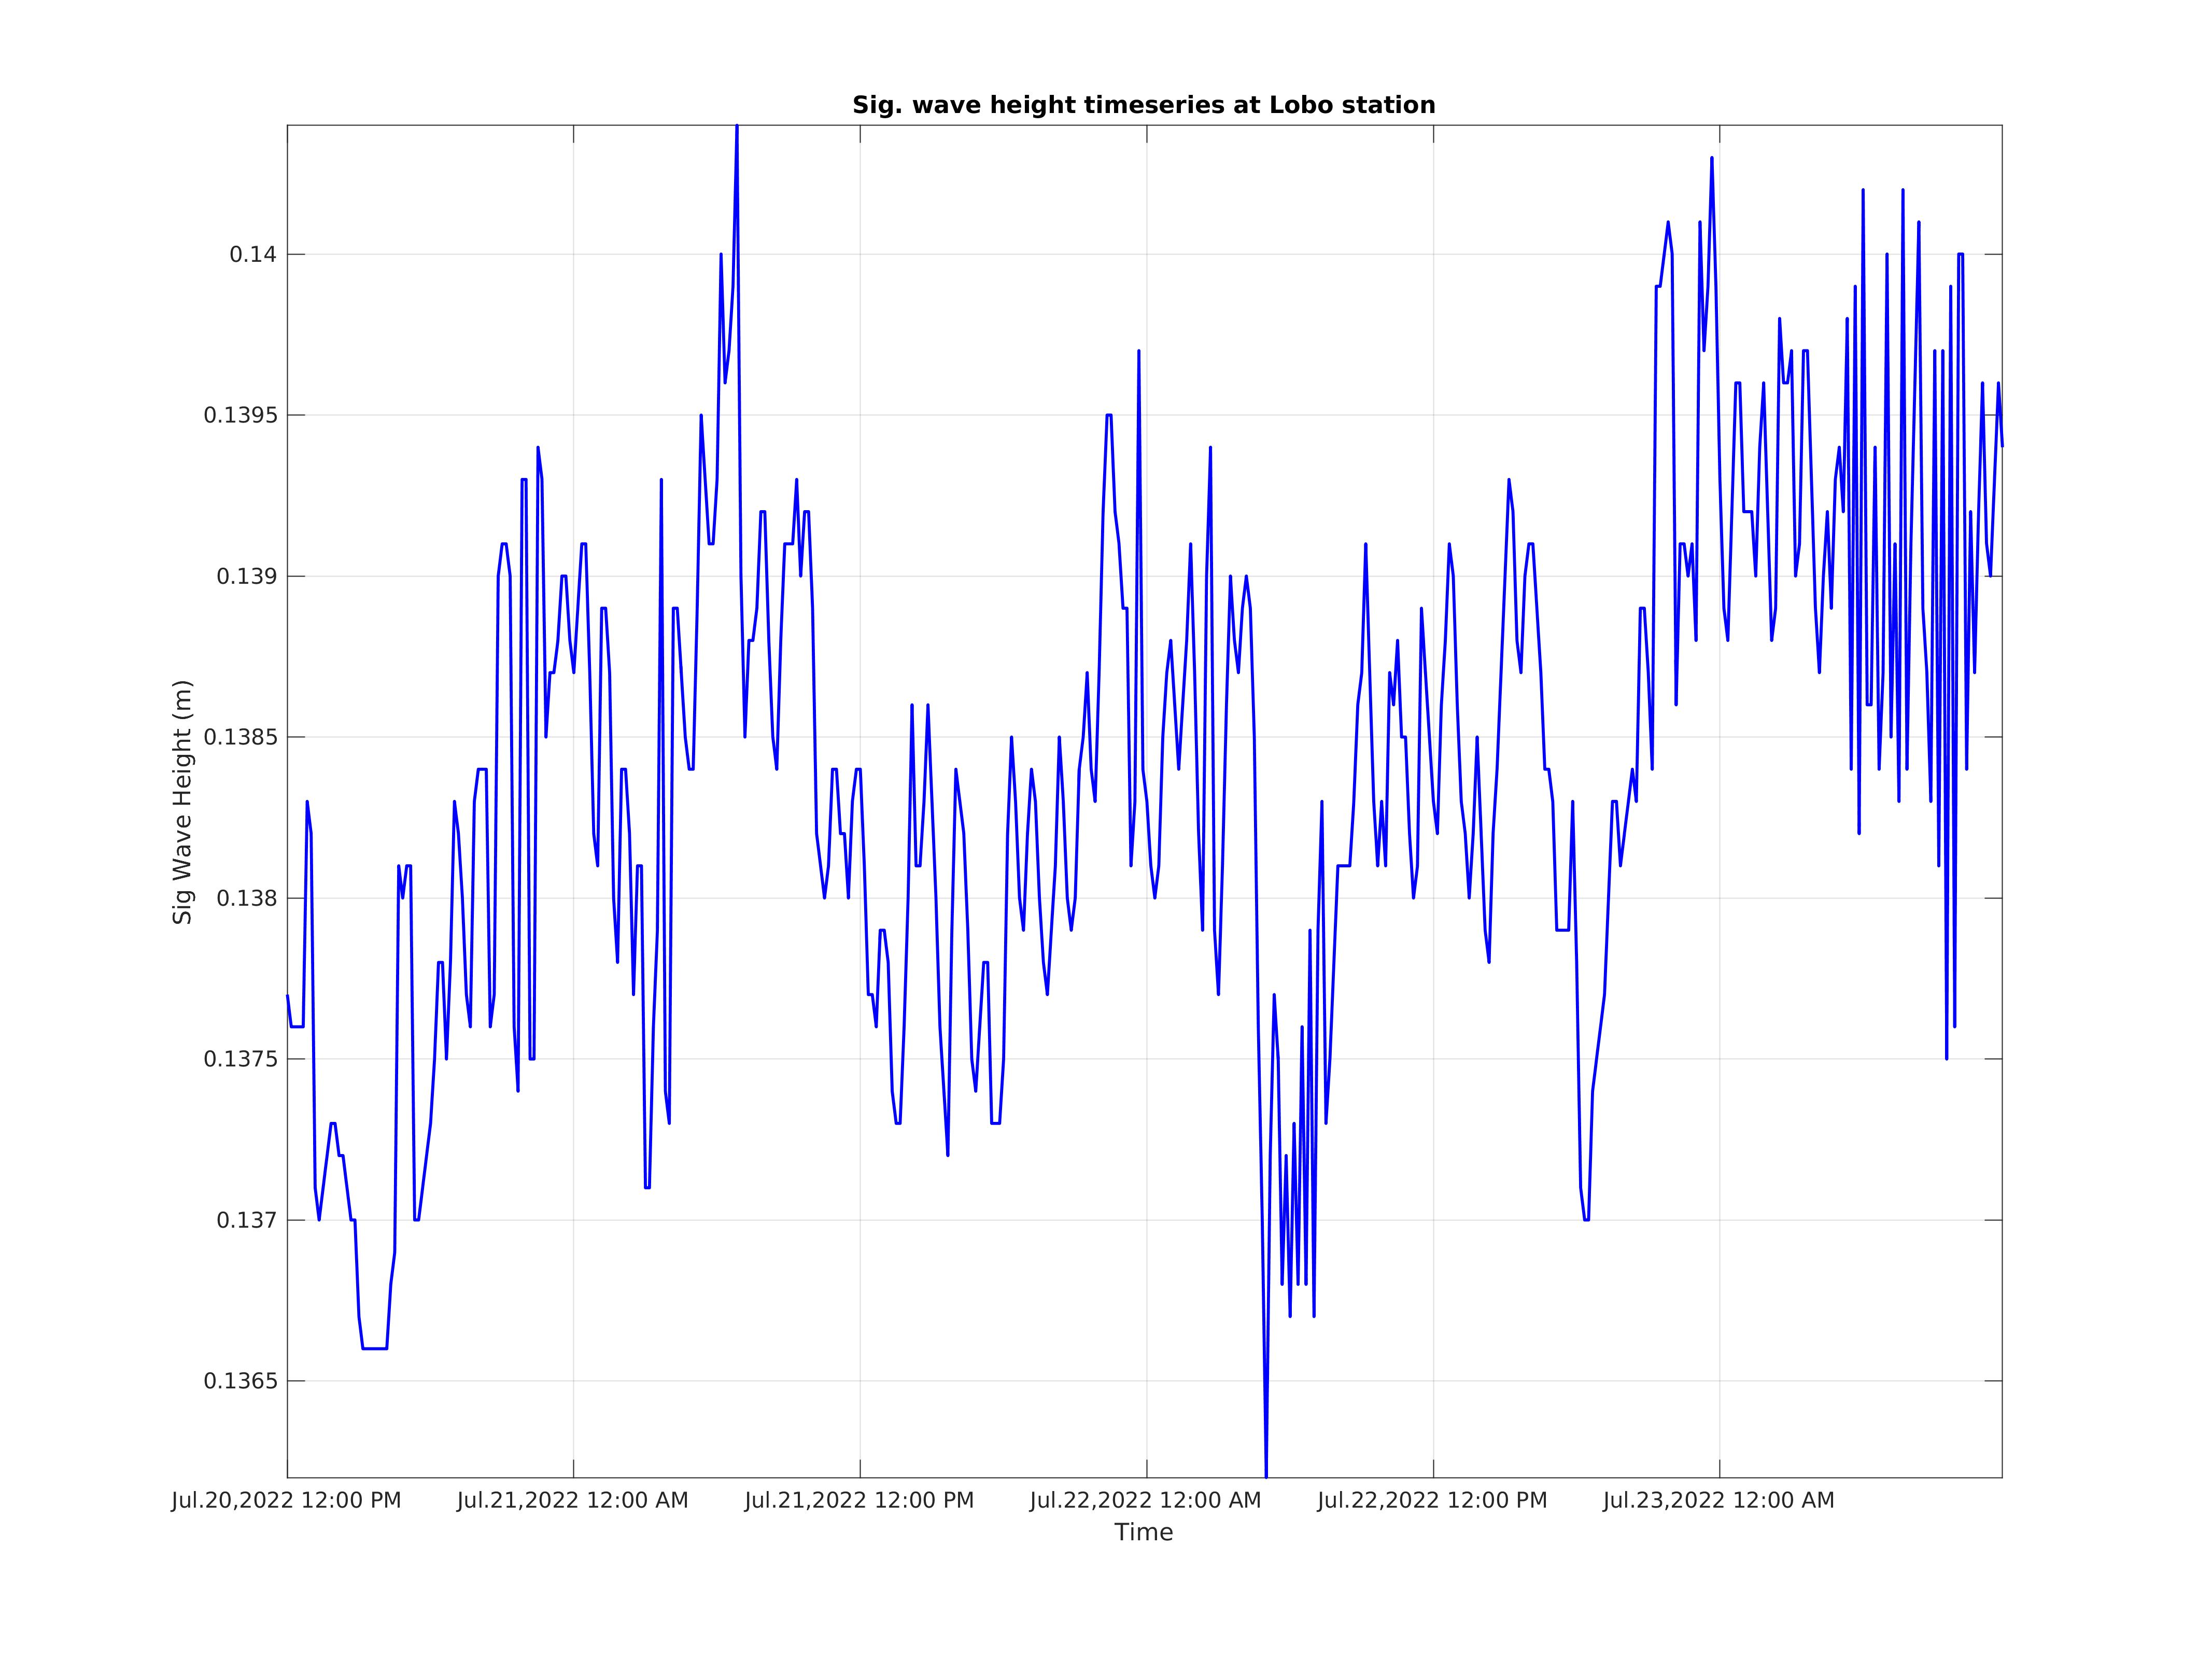 Sig. wave height timeseries at Lobo station
0.14
0.1395
0.139
0.1385
0.138
0.1375
0.137
0.1365
Sig Wave Height (m)
Jul.20,2022 12:00 PM Jul.21,2022 12:00 AM Jul.21,2022 12:00 PM Jul.22,2022 12:00 AM Jul.22,2022 12:00 PM Jul.23,2022 12:00 AM
Time